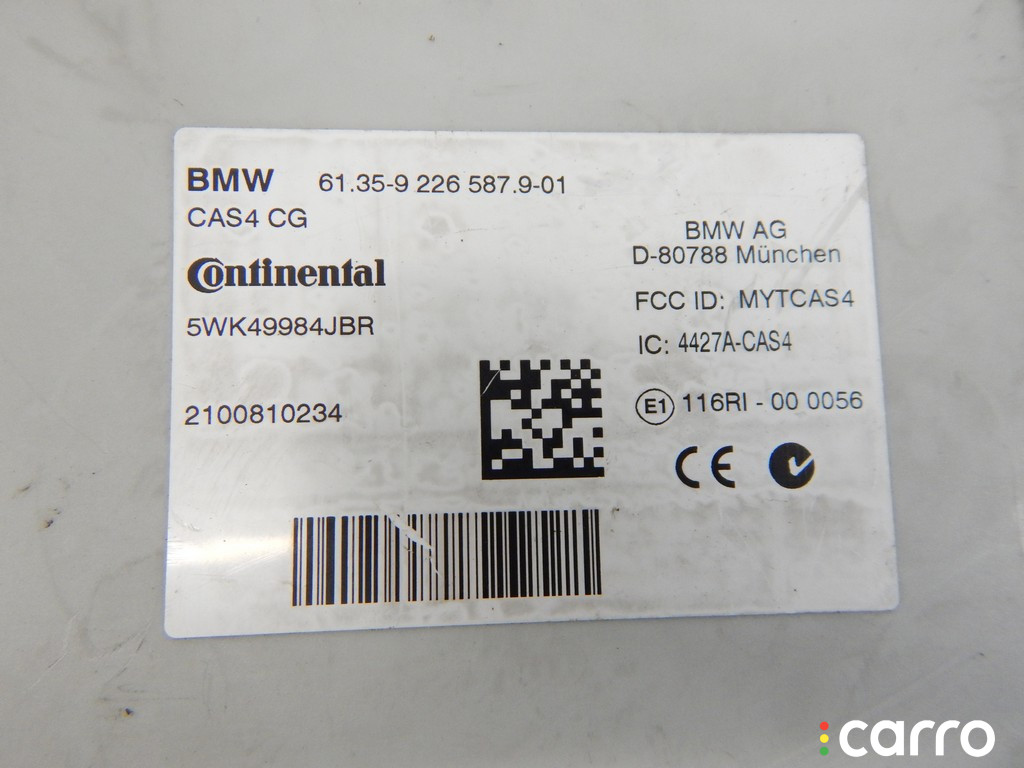 BMW 61.35-9 226 587.9-01
CAS4 CG
Continental
5WK49984JBR
2100810234
BMW AG
D-80788 München
FCC ID: MYTCAS4
IC: 4427A-CAS4
E1 116RI - 00 0056
CE
carro